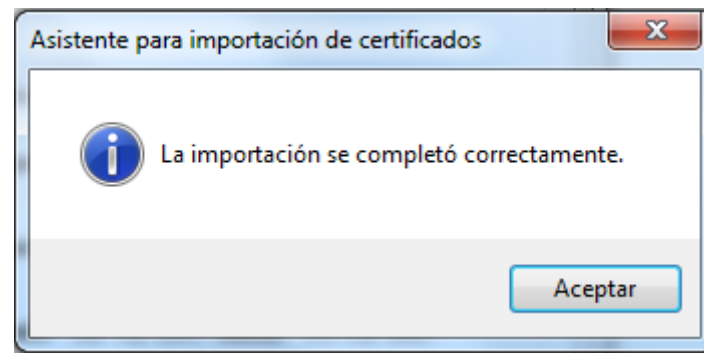 Asistente para importación de certificados
La importación se completó correctamente.
Aceptar